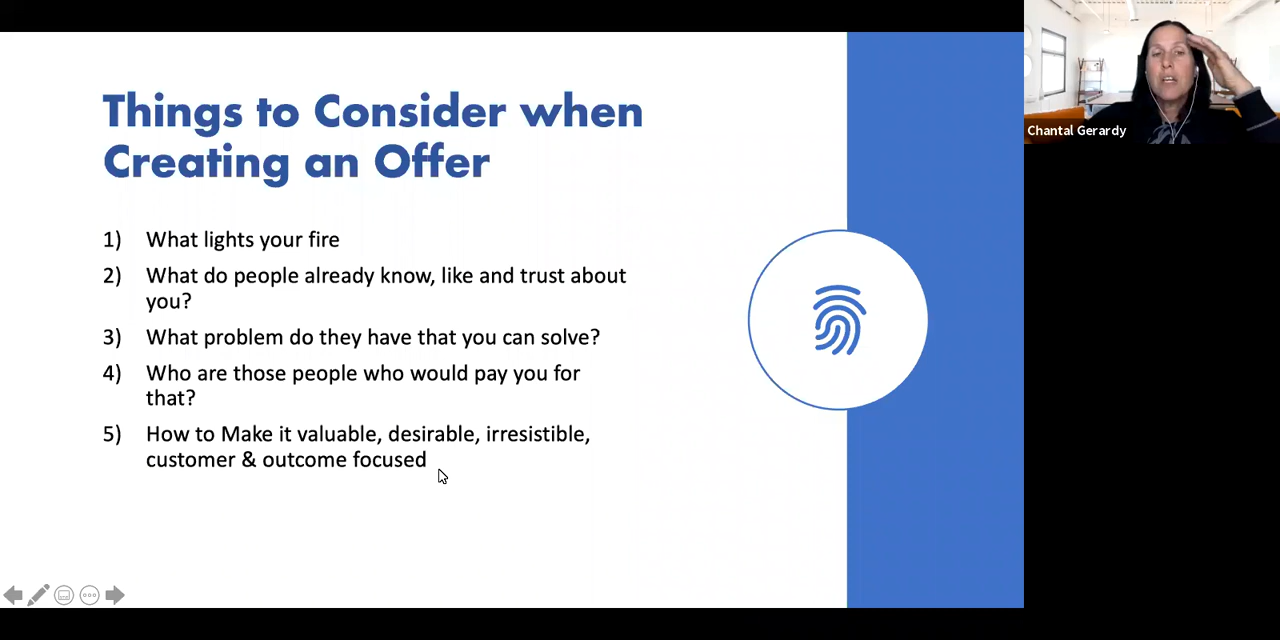 Things to Consider when
Creating an Offer
1) What lights your fire
2) What do people already know, like and trust about
you?
3) What problem do they have that you can solve?
4) Who are those people who would pay you for
that?
5) How to Make it valuable, desirable, irresistible,
customer & outcome focused
Chantal Gerardy